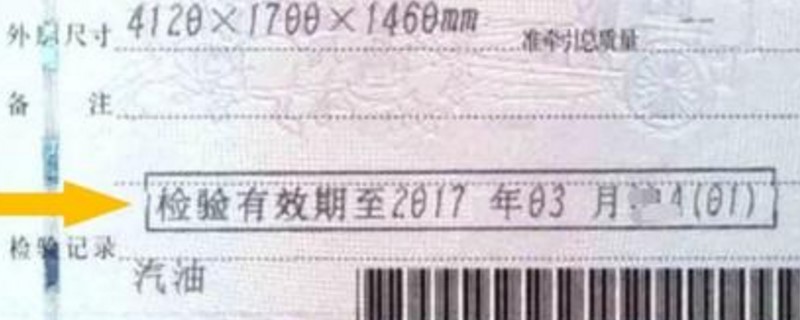 外廓尺寸 4120×1700×1460mm 准牵引总质量 --
备 注
检验有效期至2017 年03 月 A(01)
检验记录
汽油